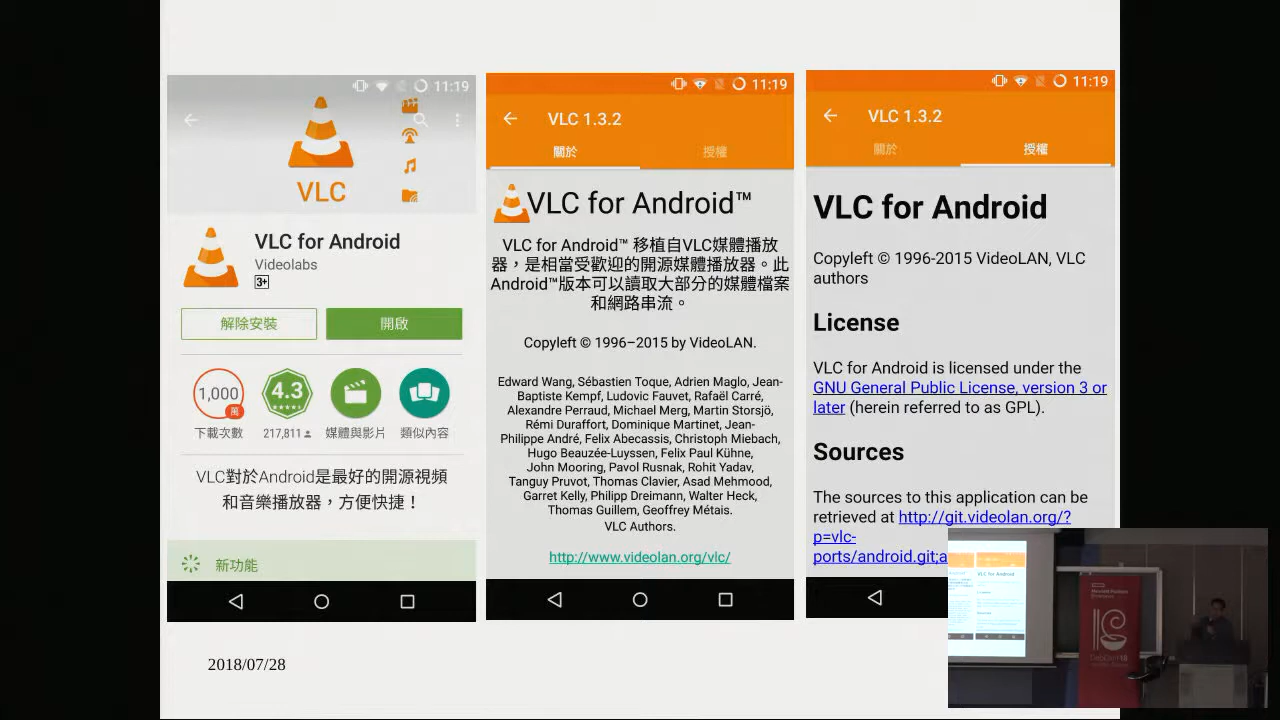 11:19
VLC
VLC for Android
Videolabs
3+
解除安裝
開啟
1,000
萬
下載次數
4.3
217,811
媒體與影片
類似內容
VLC對於Android是最好的開源視頻
和音樂播放器，方便快捷！
新功能
11:19
VLC 1.3.2
關於
授權
VLC for Android™
VLC for Android™ 移植自VLC媒體播放
器，是相當受歡迎的開源媒體播放器。此
Android™版本可以讀取大部分的媒體檔案
和網路串流。
Copyleft © 1996–2015 by VideoLAN.
Edward Wang, Sébastien Toque, Adrien Maglo, Jean-
Baptiste Kempf, Ludovic Fauvet, Rafaël Carré,
Alexandre Perraud, Michael Merg, Martin Storsjö,
Rémi Duraffort, Dominique Martinet, Jean-
Philippe André, Felix Abecassis, Christoph Miebach,
Hugo Beauzée-Luyssen, Felix Paul Kühne,
John Mooring, Pavol Rusnak, Rohit Yadav,
Tanguy Pruvot, Thomas Clavier, Asad Mehmood,
Garret Kelly, Philipp Dreimann, Walter Heck,
Thomas Guillem, Geoffrey Métais.
VLC Authors.
http://www.videolan.org/vlc/
11:19
VLC 1.3.2
關於
授權
VLC for Android
Copyleft © 1996-2015 VideoLAN, VLC
authors
License
VLC for Android is licensed under the
GNU General Public License, version 3 or
later (herein referred to as GPL).
Sources
The sources to this application can be
retrieved at http://git.videolan.org/?
p=vlc-
ports/android.git;a
2018/07/28
VLC for Android
DebConf18